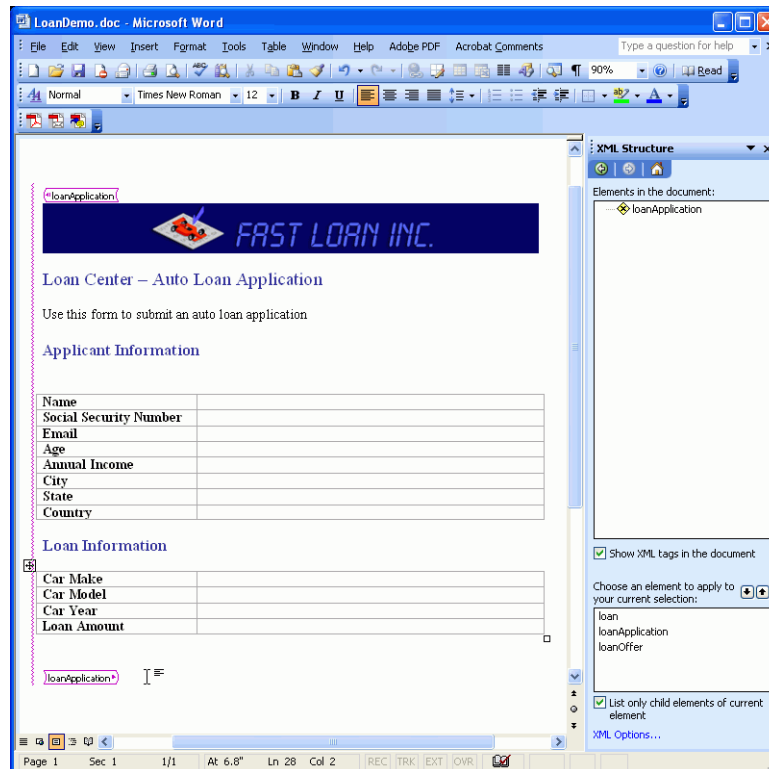 LoanDemo.doc - Microsoft Word
File Edit View Insert Format Tools Table Window Help Adobe PDF Acrobat Comments Type a question for help
90% Read
Normal Times New Roman 12 B I U
XML Structure
Elements in the document:
loanApplication
loanApplication
FAST LOAN INC.
Loan Center – Auto Loan Application
Use this form to submit an auto loan application
Applicant Information
Name
Social Security Number
Email
Age
Annual Income
City
State
Country
Loan Information
Car Make
Car Model
Car Year
Loan Amount
loanApplication
Show XML tags in the document
Choose an element to apply to
your current selection:
loan
loanApplication
loanOffer
List only child elements of current
element
XML Options...
Page 1 Sec 1 1/1 At 6.8" Ln 28 Col 2 REC TRK EXT OVR